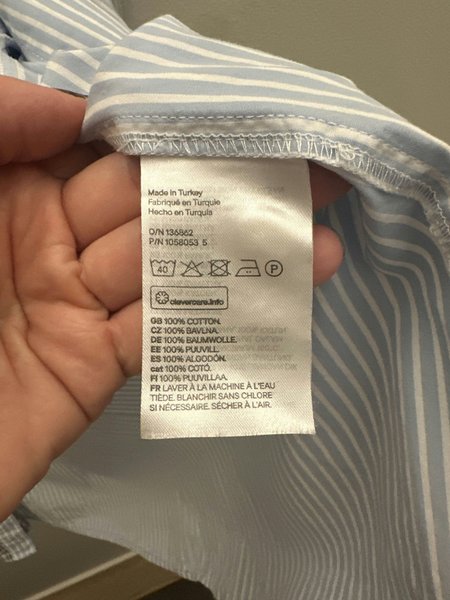 Made in Turkey
Fabriqué en Turquie
Hecho en Turquía
O/N 136862
P/N 1058053 5
40 P
clevercare.info
GB 100% COTTON.
CZ 100% BAVLNA.
DE 100% BAUMWOLLE.
EE 100% PUUVILL.
ES 100% ALGODÓN.
cat 100% COTÓ.
FI 100% PUUVILLAA.
FR LAVER À LA MACHINE À L'EAU
TIÈDE. BLANCHIR SANS CHLORE
SI NÉCESSAIRE. SÉCHER À L'AIR.